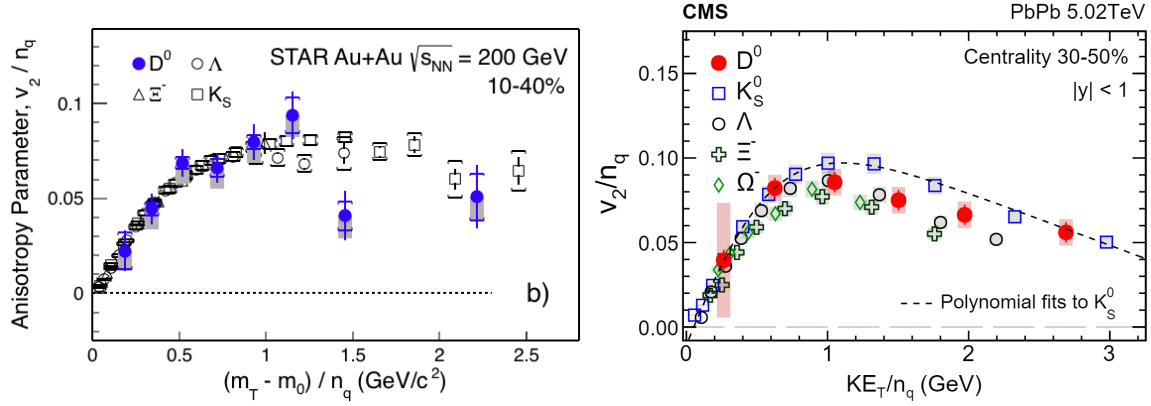 Anisotropy Parameter, v2 / nq
D0 Λ
Ξ- KS
STAR Au+Au √sNN = 200 GeV
10-40%
0.1
0.05
0
b)
0 0.5 1 1.5 2 2.5
(mT - m0) / nq (GeV/c2)
CMS PbPb 5.02TeV
v2/nq
D0
K0S
Λ
Ξ-
Ω-
Centrality 30-50%
|y| < 1
0.15
0.10
0.05
0.00
Polynomial fits to K0S
0 1 2 3
KET/nq (GeV)